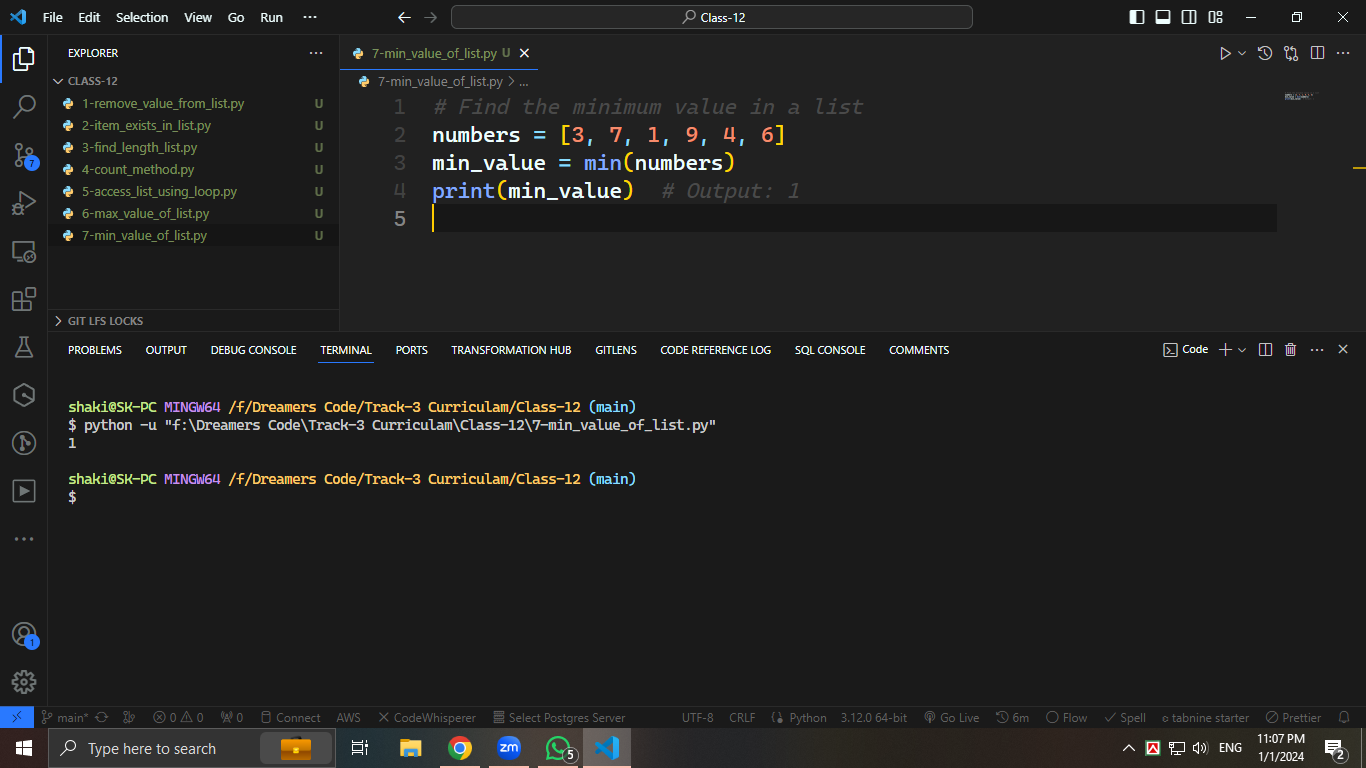 File Edit Selection View Go Run ··· Class-12
EXPLORER ···
CLASS-12
1-remove_value_from_list.py U
2-item_exists_in_list.py U
3-find_length_list.py U
4-count_method.py U
5-access_list_using_loop.py U
6-max_value_of_list.py U
7-min_value_of_list.py U
GIT LFS LOCKS
7-min_value_of_list.py U
7-min_value_of_list.py > ...
1 # Find the minimum value in a list
2 numbers = [3, 7, 1, 9, 4, 6]
3 min_value = min(numbers)
4 print(min_value)  # Output: 1
5
7
1
PROBLEMS OUTPUT DEBUG CONSOLE TERMINAL PORTS TRANSFORMATION HUB GITLENS CODE REFERENCE LOG SQL CONSOLE COMMENTS Code
shaki@SK-PC MINGW64 /f/Dreamers Code/Track-3 Curriculam/Class-12 (main)
$ python -u "f:\Dreamers Code\Track-3 Curriculam\Class-12\7-min_value_of_list.py"
1
shaki@SK-PC MINGW64 /f/Dreamers Code/Track-3 Curriculam/Class-12 (main)
$
main* 0 0 0 Connect AWS CodeWhisperer Select Postgres Server UTF-8 CRLF Python 3.12.0 64-bit Go Live 6m Flow Spell tabnine starter Prettier
Type here to search zm 5 ENG 11:07 PM
1/1/2024 2